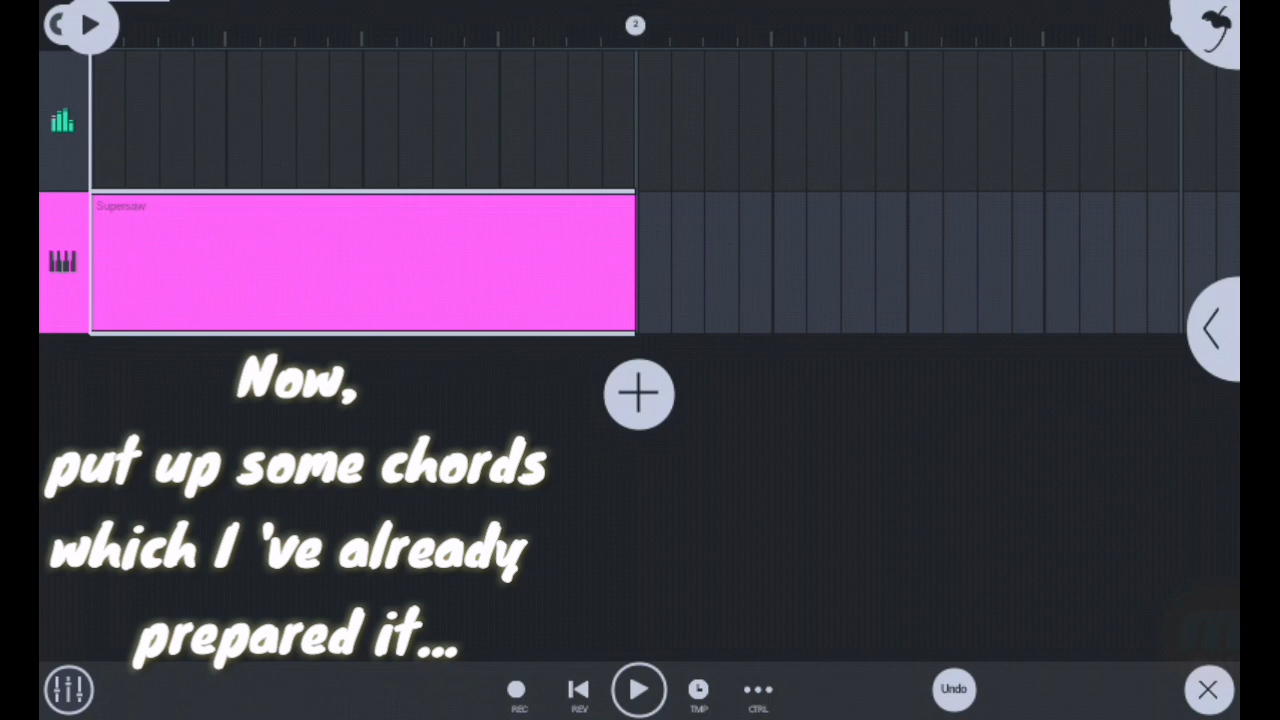 2
Supersaw
Now,
put up some chords
which I 've already
prepared it...
REC
REV
TMP
CTRL
Undo